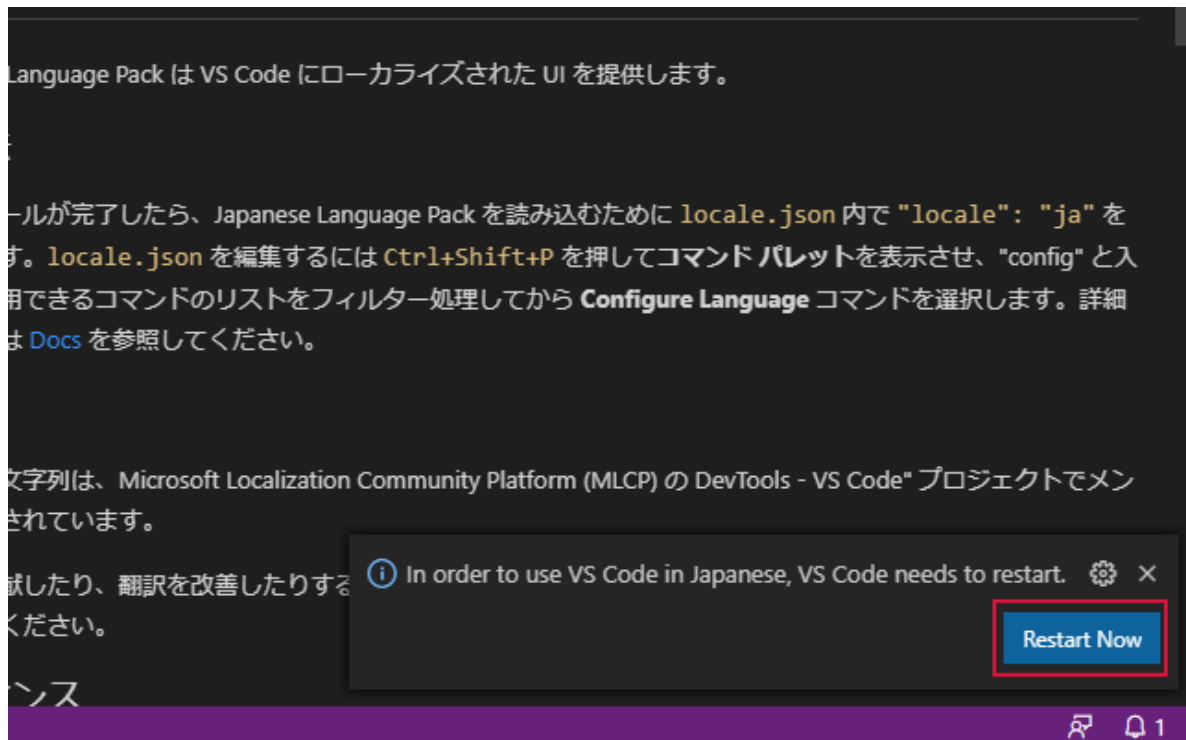 Language Pack は VS Code にローカライズされた UI を提供します。
ールが完了したら、Japanese Language Pack を読み込むために locale.json 内で "locale": "ja" を
す。locale.json を編集するには Ctrl+Shift+P を押してコマンド パレットを表示させ、"config" と入
用できるコマンドのリストをフィルター処理してから Configure Language コマンドを選択します。詳細
は Docs を参照してください。
文字列は、Microsoft Localization Community Platform (MLCP) の DevTools - VS Code" プロジェクトでメン
されています。
献したり、翻訳を改善したりする
ください。
ンス
In order to use VS Code in Japanese, VS Code needs to restart.
Restart Now
1